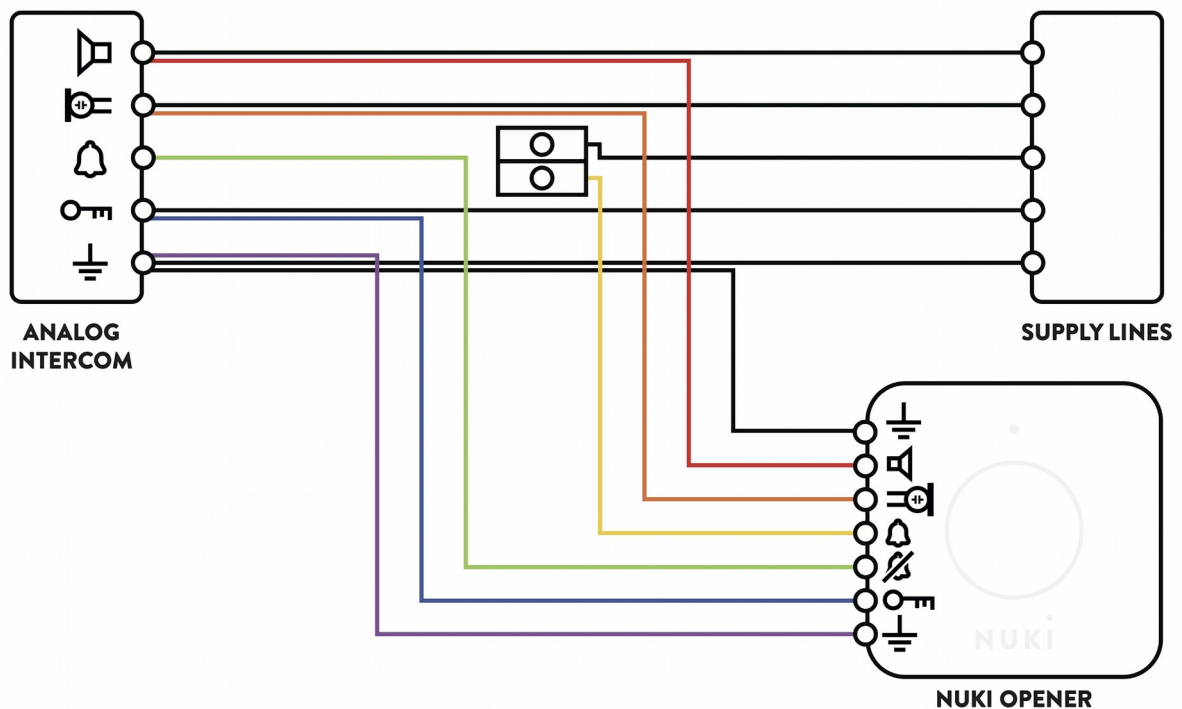 ANALOG
INTERCOM
SUPPLY LINES
NUKI
NUKI OPENER